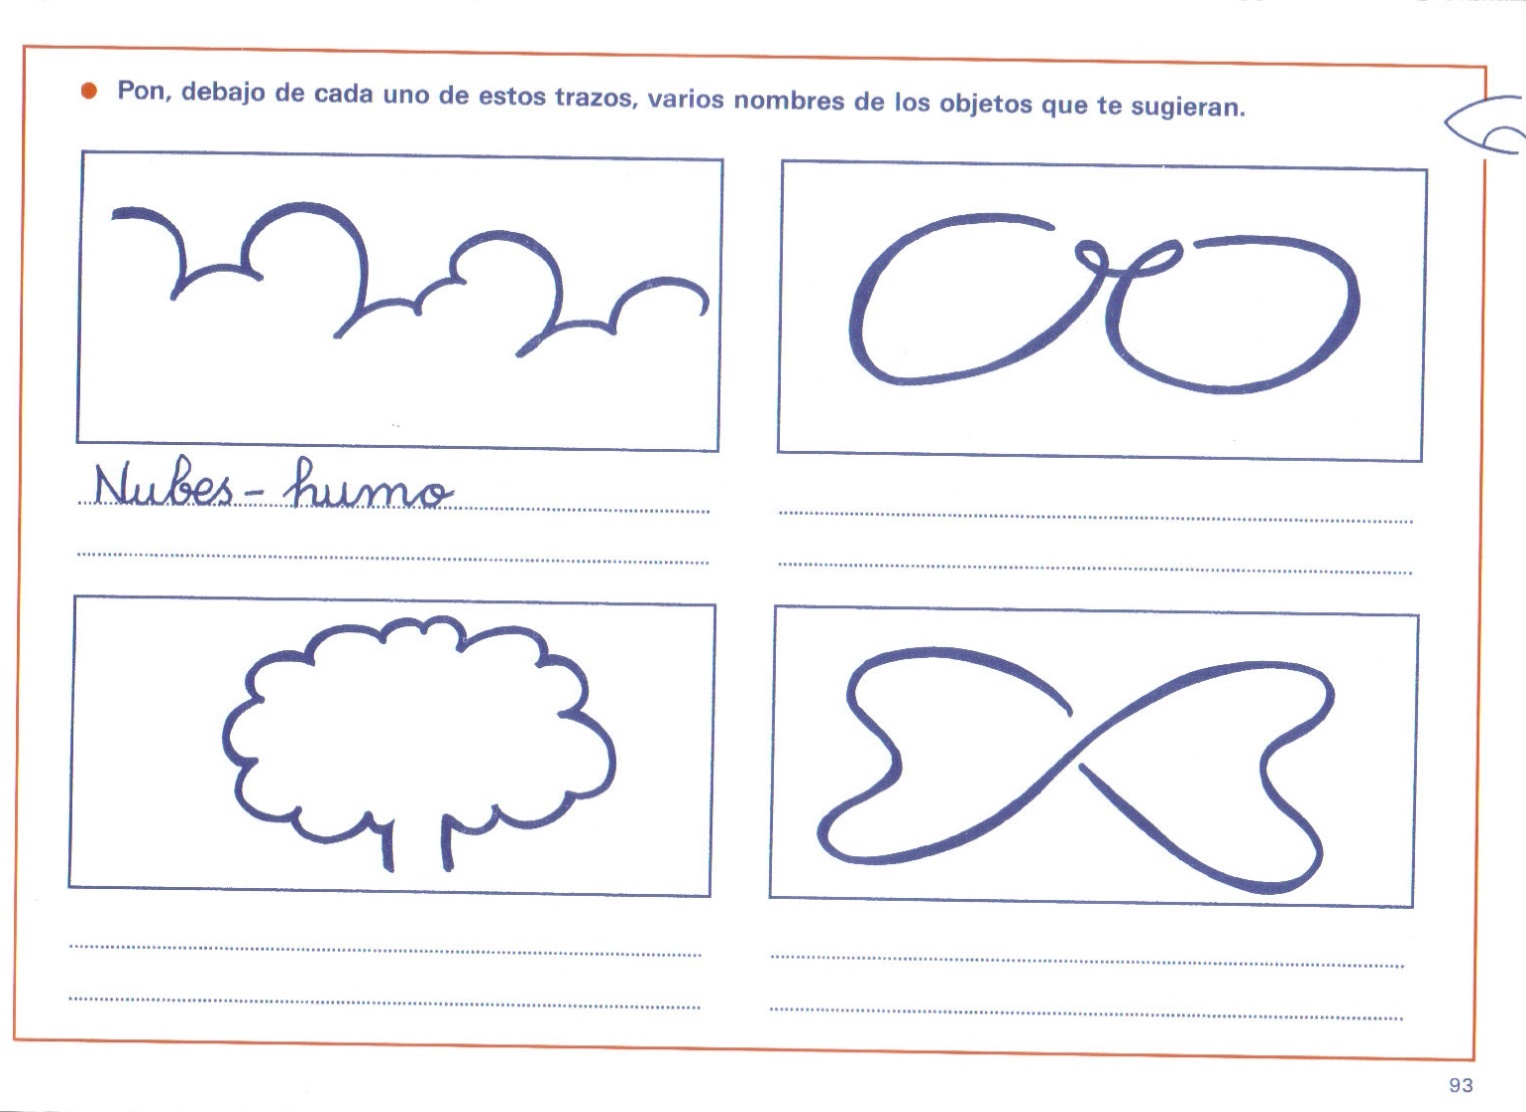 Pon, debajo de cada uno de estos trazos, varios nombres de los objetos que te sugieran.
Nubes - humo
93